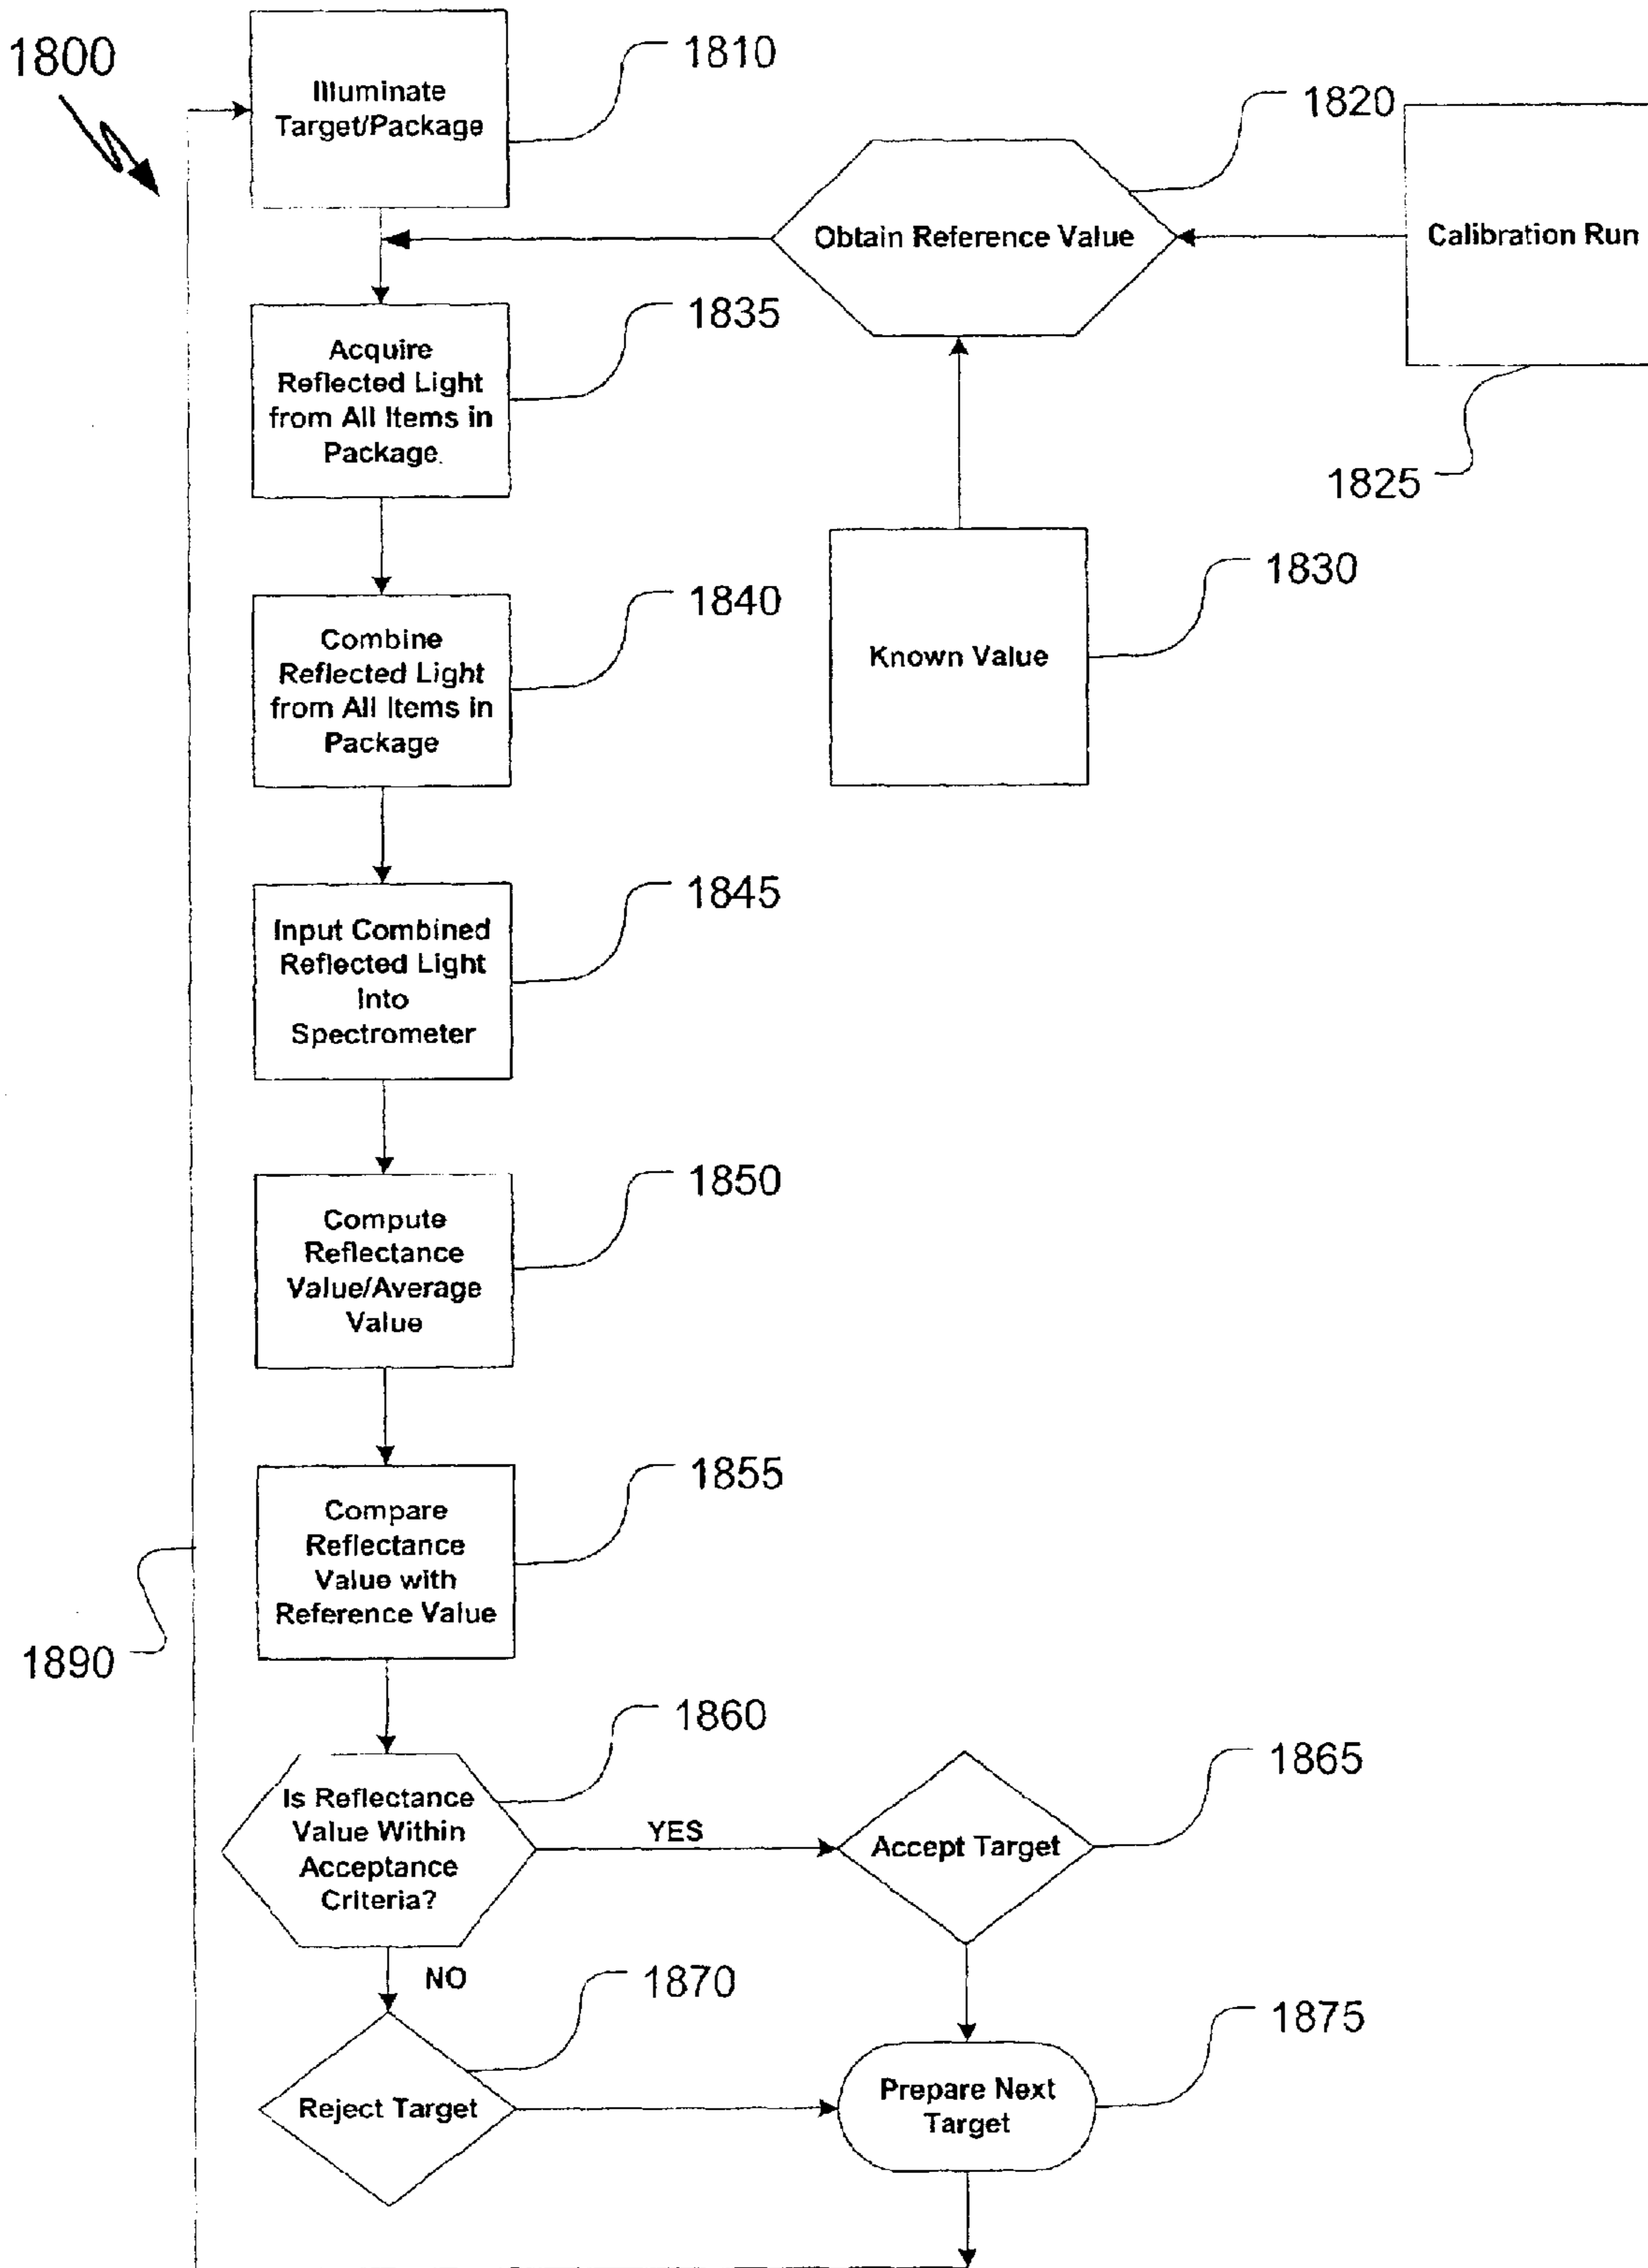 1800
Illuminate
Target/Package
1810
1820
Obtain Reference Value
Calibration Run
1825
Acquire
Reflected Light
from All Items in
Package.
1835
Known Value
1830
Combine
Reflected Light
from All Items in
Package
1840
Input Combined
Reflected Light
Into
Spectrometer
1845
Compute
Reflectance
Value/Average
Value
1850
Compare
Reflectance
Value with
Reference Value
1855
1890
Is Reflectance
Value Within
Acceptance
Criteria?
1860
YES
Accept Target
1865
NO
Reject Target
1870
Prepare Next
Target
1875